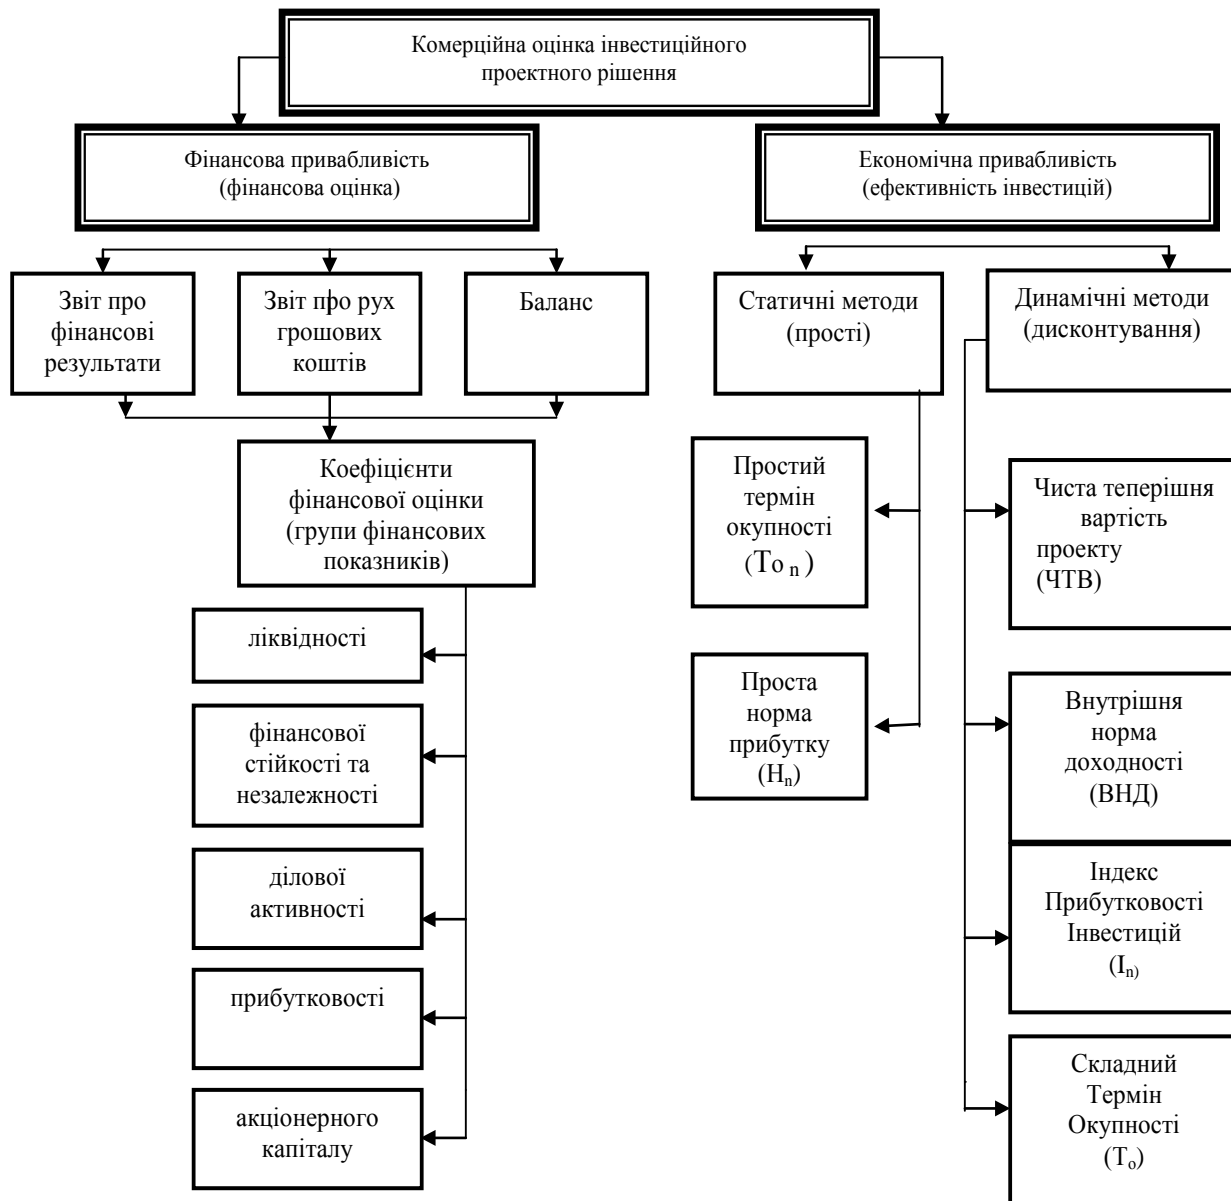 Комерційна оцінка інвестиційного
проектного рішення
Фінансова привабливість
(фінансова оцінка)
Економічна привабливість
(ефективність інвестицій)
Звіт про
фінансові
результати
Звіт про рух
грошових
коштів
Баланс
Статичні методи
(прості)
Динамічні методи
(дисконтування)
Коефіцієнти
фінансової оцінки
(групи фінансових
показників)
ліквідності
фінансової
стійкості та
незалежності
ділової
активності
прибутковості
акціонерного
капіталу
Простий
термін
окупності
(То n )
Проста
норма
прибутку
(Нn)
Чиста теперішня
вартість
проекту
(ЧТВ)
Внутрішня
норма
доходності
(ВНД)
Індекс
Прибутковості
Інвестицій
(In)
Складний
Термін
Окупності
(То)